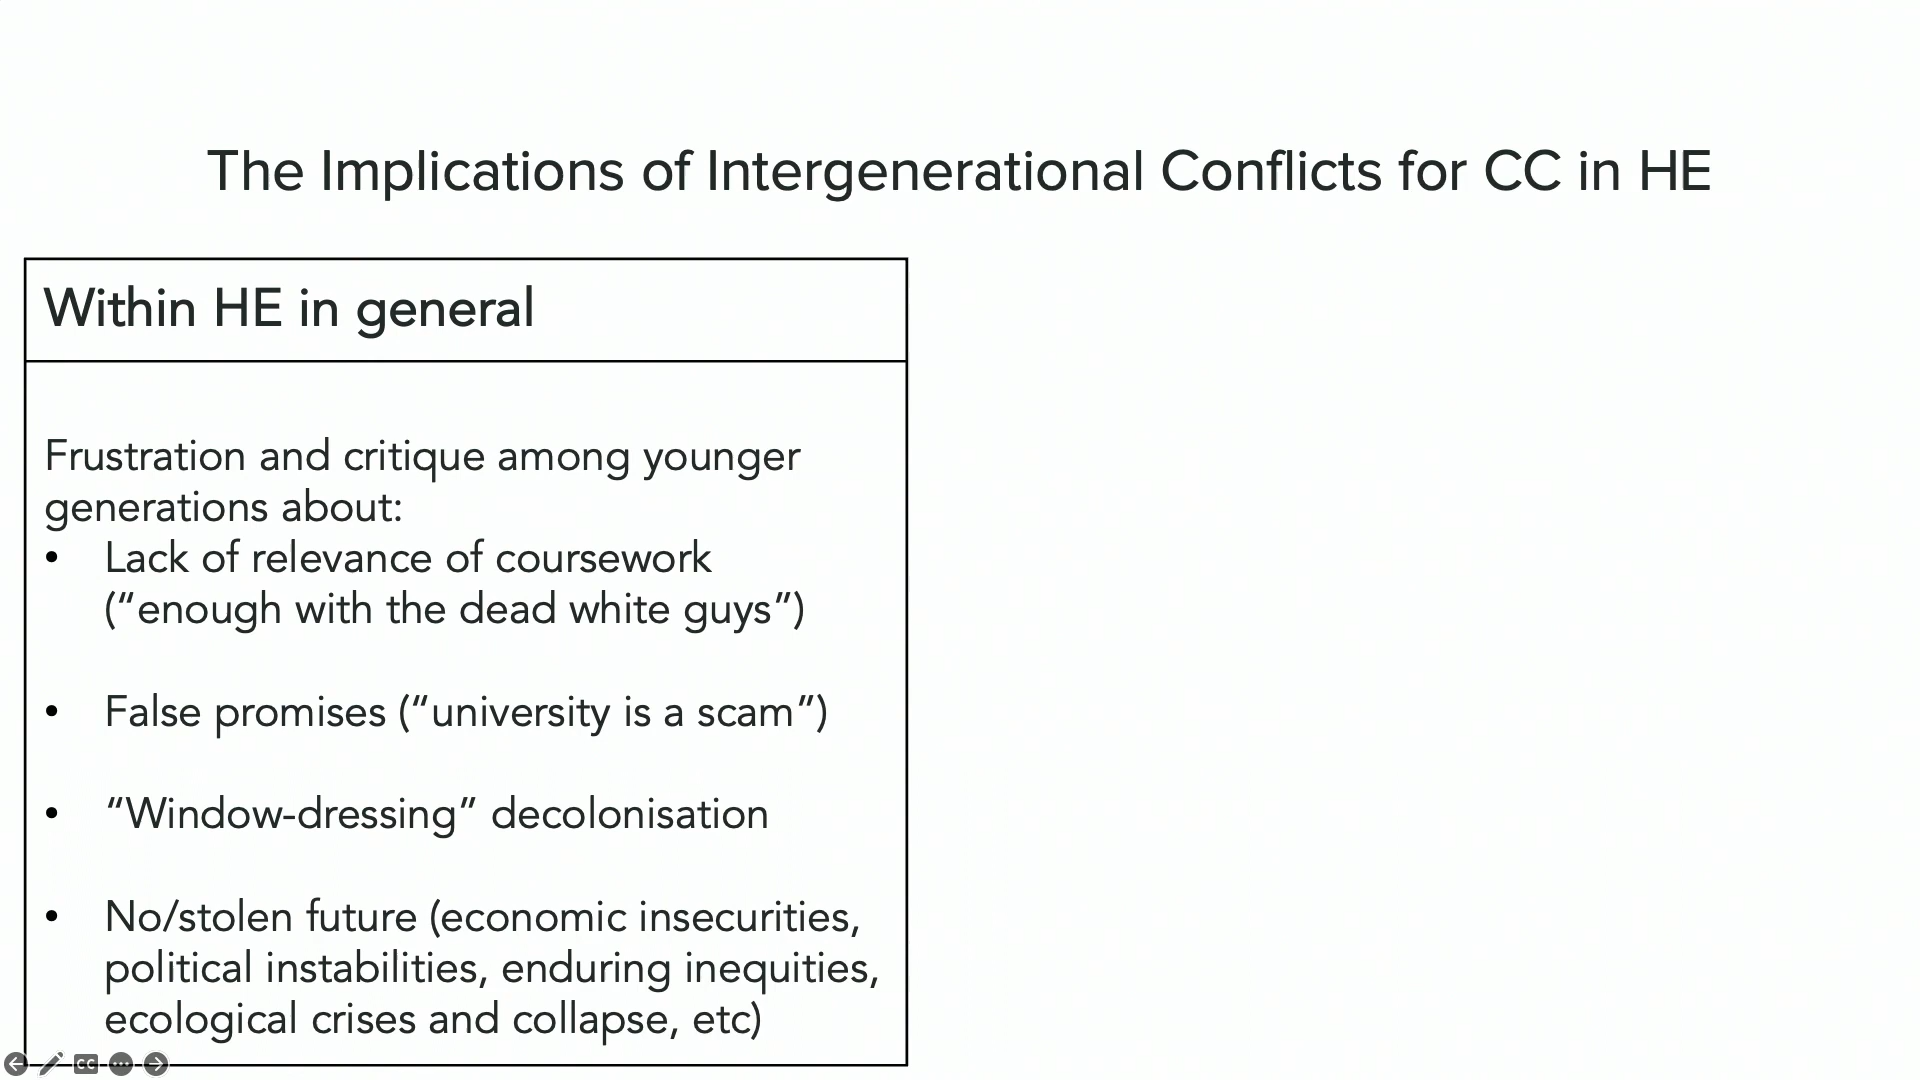 The Implications of Intergenerational Conflicts for CC in HE
Within HE in general
Frustration and critique among younger
generations about:
• Lack of relevance of coursework
(“enough with the dead white guys”)
• False promises (“university is a scam”)
• “Window-dressing” decolonisation
• No/stolen future (economic insecurities,
political instabilities, enduring inequities,
ecological crises and collapse, etc)
CC